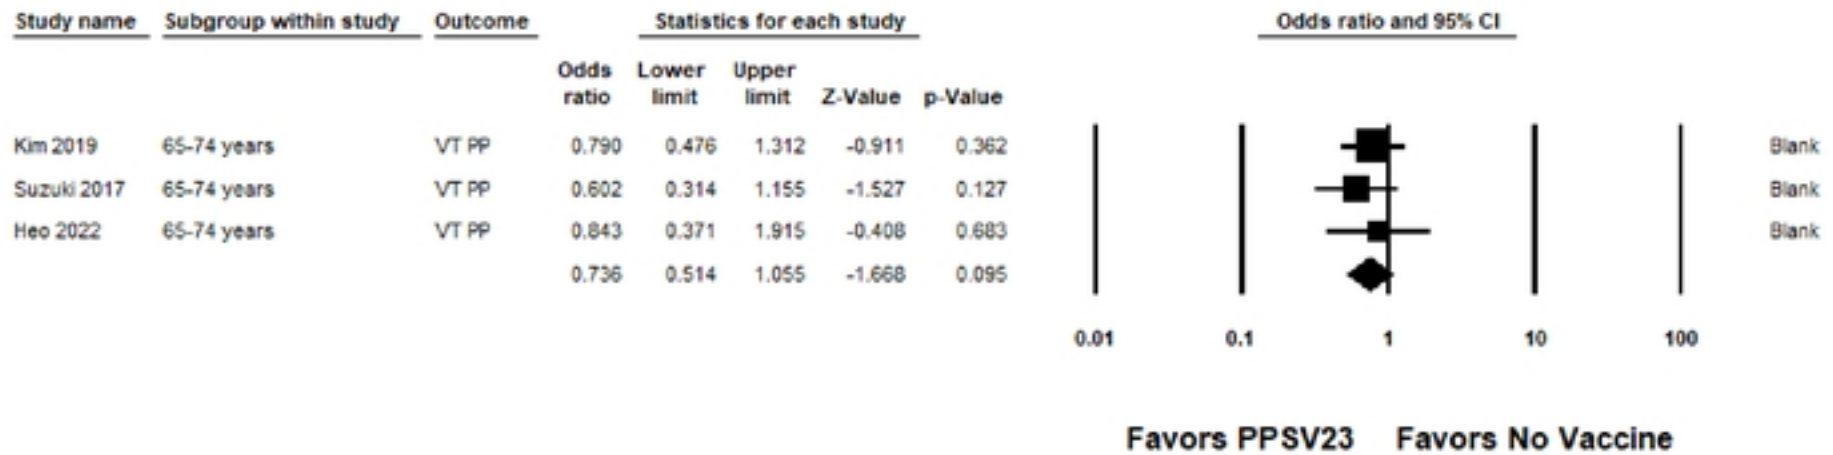 Study name Subgroup within study Outcome Statistics for each study Odds ratio and 95% CI
Odds Lower Upper
ratio limit limit Z-Value p-Value
Kim 2019 65-74 years VT PP 0.790 0.476 1.312 -0.911 0.362 Blank
Suzuki 2017 65-74 years VT PP 0.602 0.314 1.155 -1.527 0.127 Blank
Heo 2022 65-74 years VT PP 0.843 0.371 1.915 -0.408 0.683 Blank
0.736 0.514 1.055 -1.668 0.095
0.01 0.1 1 10 100
Favors PPSV23 Favors No Vaccine